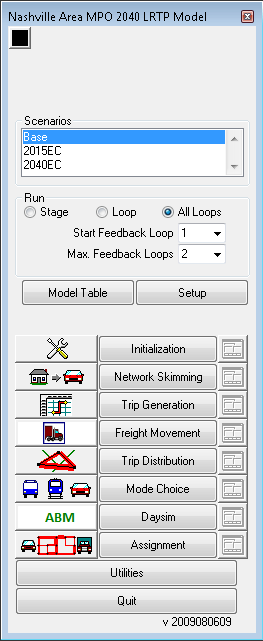 Nashville Area MPO 2040 LRTP Model
Scenarios
Base
2015EC
2040EC
Run
Stage Loop All Loops
Start Feedback Loop 1
Max. Feedback Loops 2
Model Table Setup
Initialization
Network Skimming
Trip Generation
Freight Movement
Trip Distribution
Mode Choice
ABM Daysim
Assignment
Utilities
Quit
v 2009080609